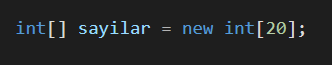 int[] sayilar = new int[20];